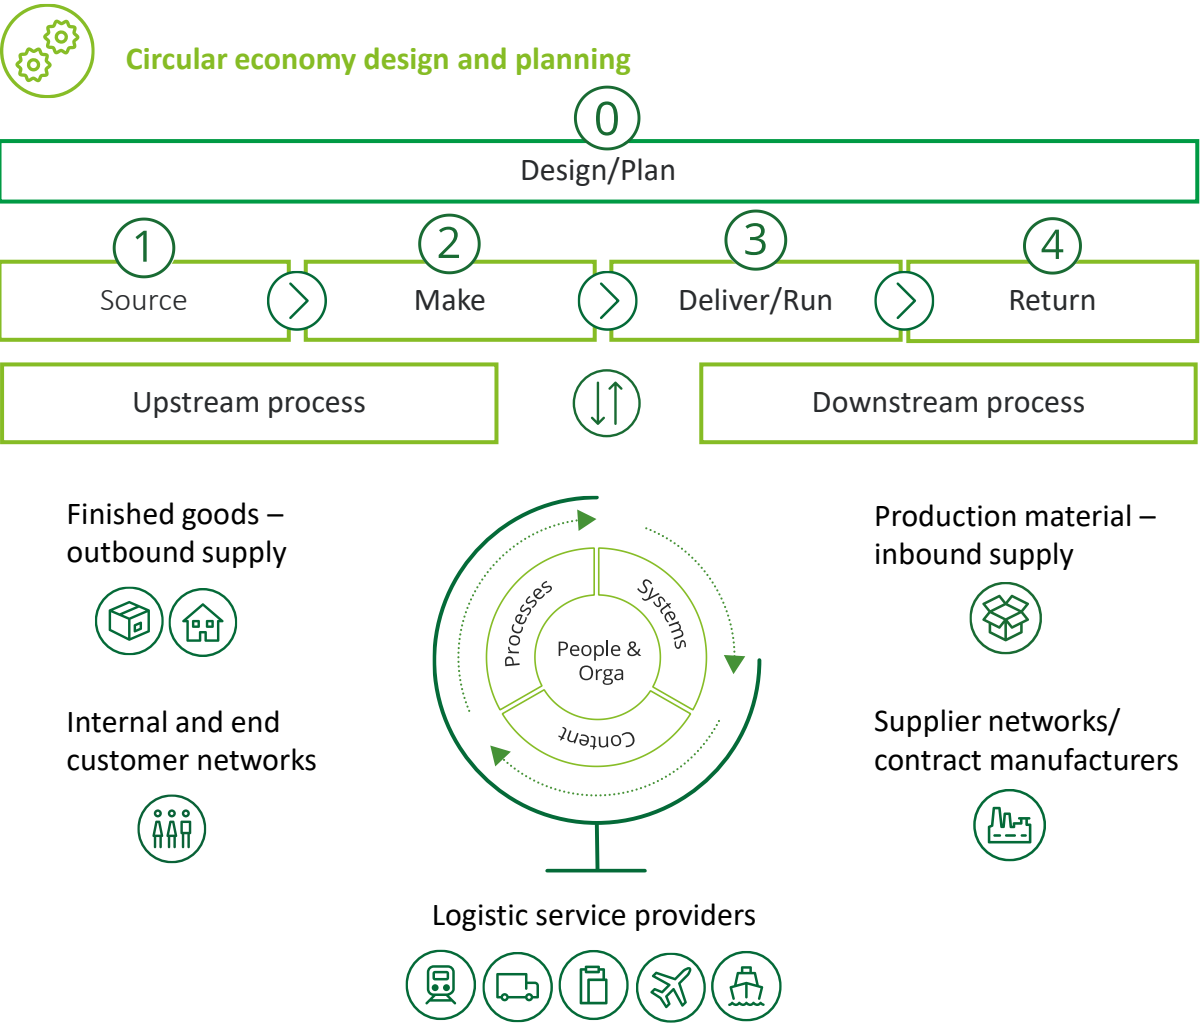 Circular economy design and planning
0
Design/Plan
1
2
3
4
Source
Make
Deliver/Run
Return
Upstream process
Downstream process
Finished goods –
outbound supply
Internal and end
customer networks
Processes
Systems
People &
Orga
Content
Production material –
inbound supply
Supplier networks/
contract manufacturers
Logistic service providers